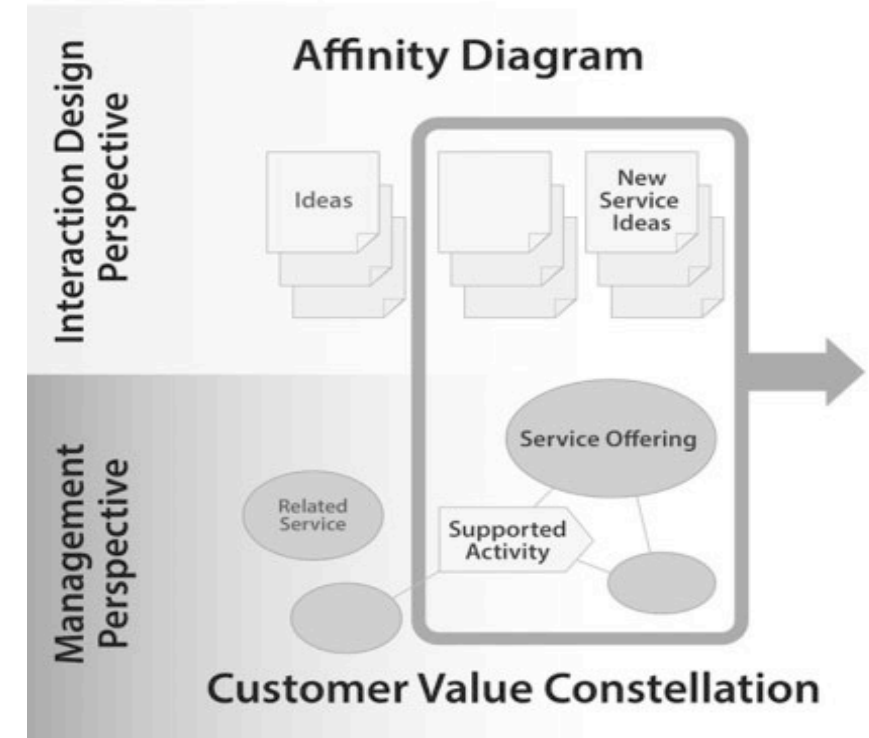 Affinity Diagram
Interaction Design
Perspective
Ideas
New
Service
Ideas
Management
Perspective
Service Offering
Related
Service
Supported
Activity
Customer Value Constellation